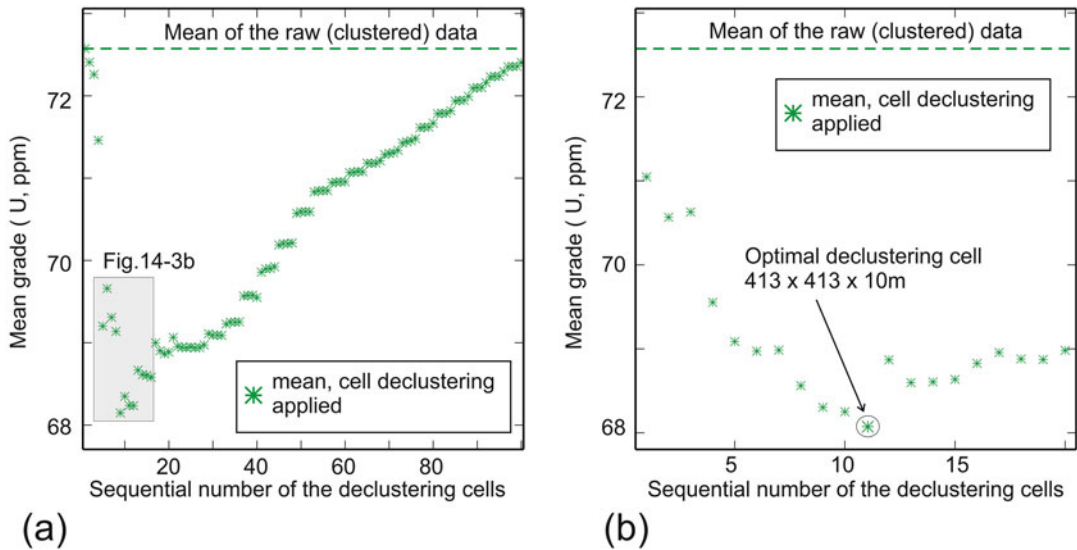 Mean of the raw (clustered) data
72
70
68
Mean grade ( U, ppm)
Fig.14-3b
mean, cell declustering
applied
20
40
60
80
Sequential number of the declustering cells
(a)
Mean of the raw (clustered) data
72
70
68
Mean grade ( U, ppm)
mean, cell declustering
applied
Optimal declustering cell
413 x 413 x 10m
5
10
15
Sequential number of the declustering cells
(b)